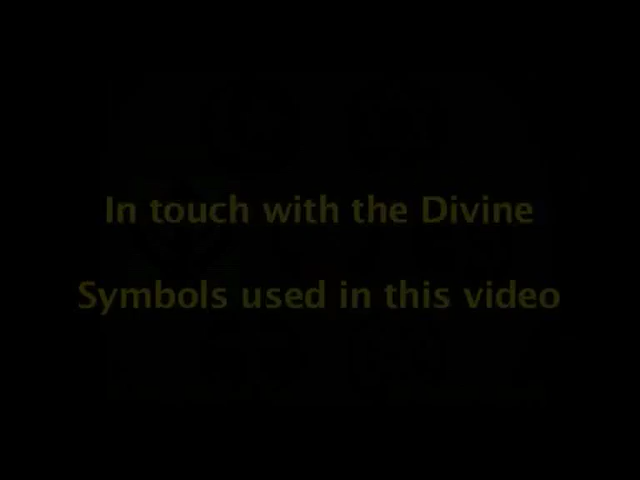 In touch with the Divine
Symbols used in this video